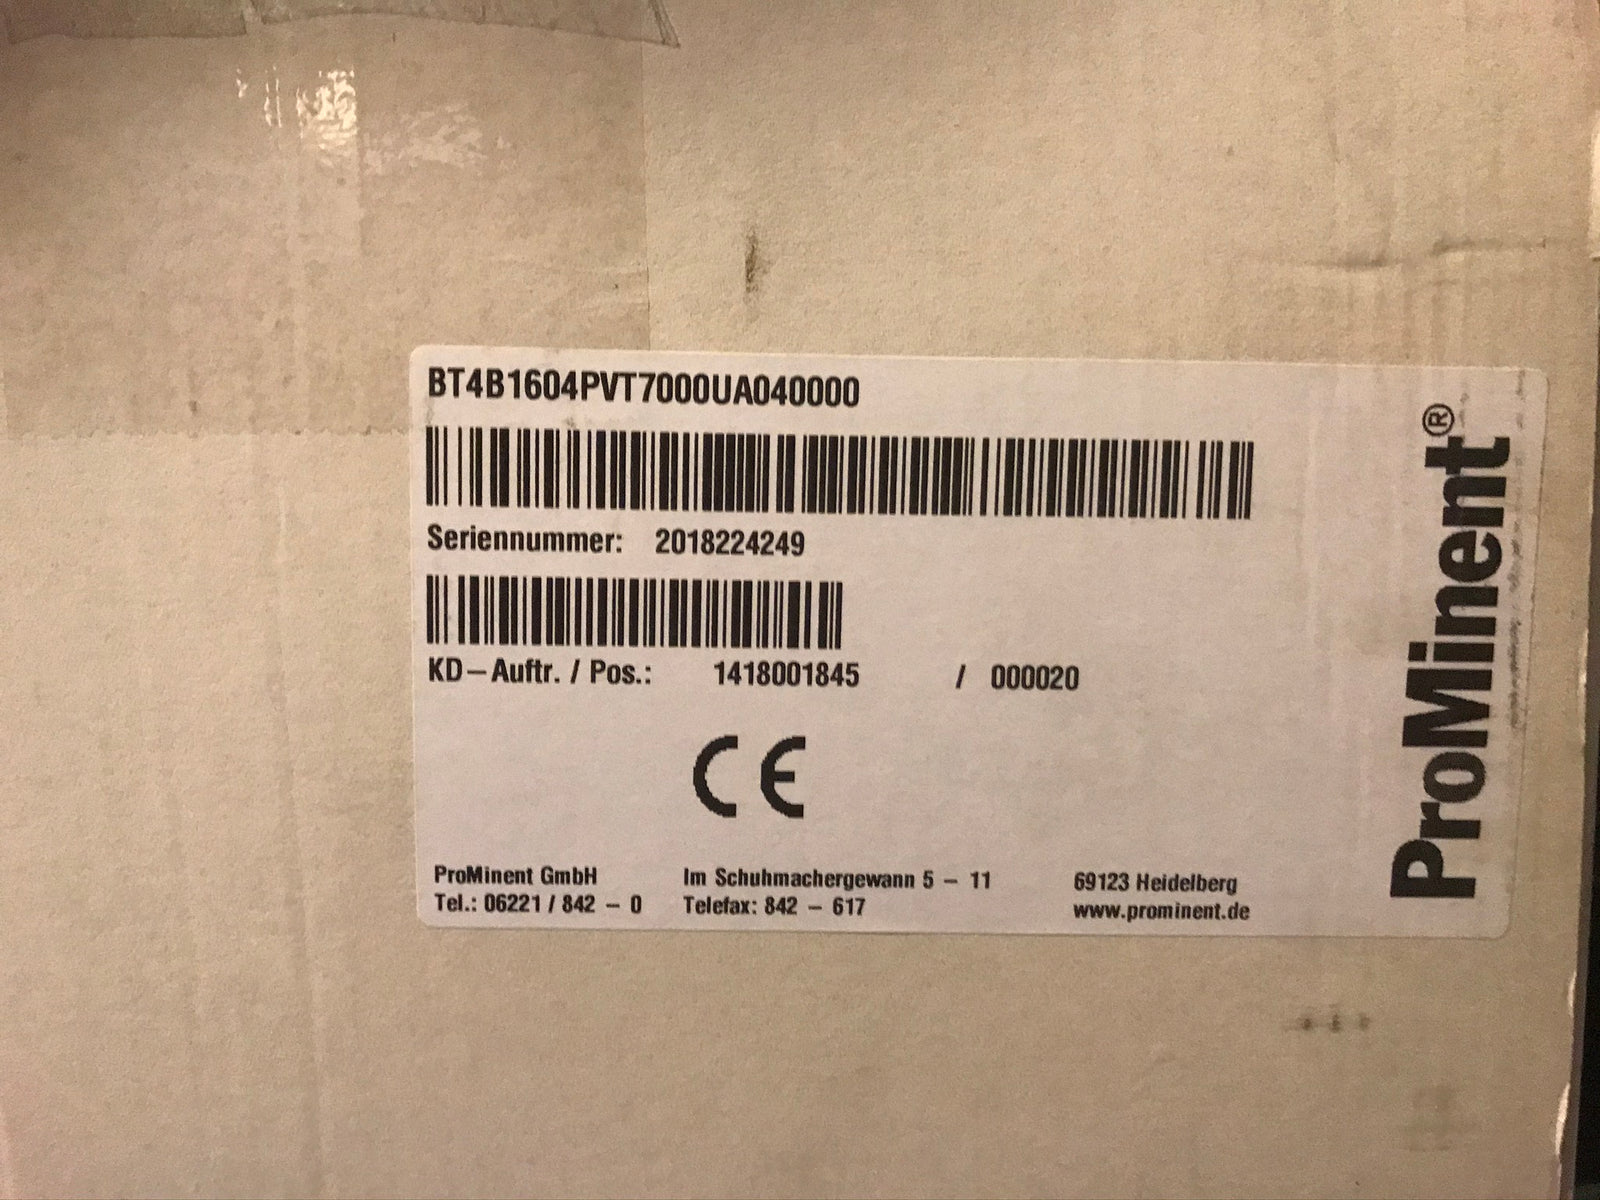 BT4B1604PVT7000UA040000
Seriennummer: 2018224249
KD-Auftr. / Pos.: 1418001845 / 000020
CE
ProMinent GmbH Im Schuhmachergewann 5 - 11 69123 Heidelberg
Tel.: 06221 / 842 - 0 Telefax: 842 - 617 www.prominent.de
ProMinent®